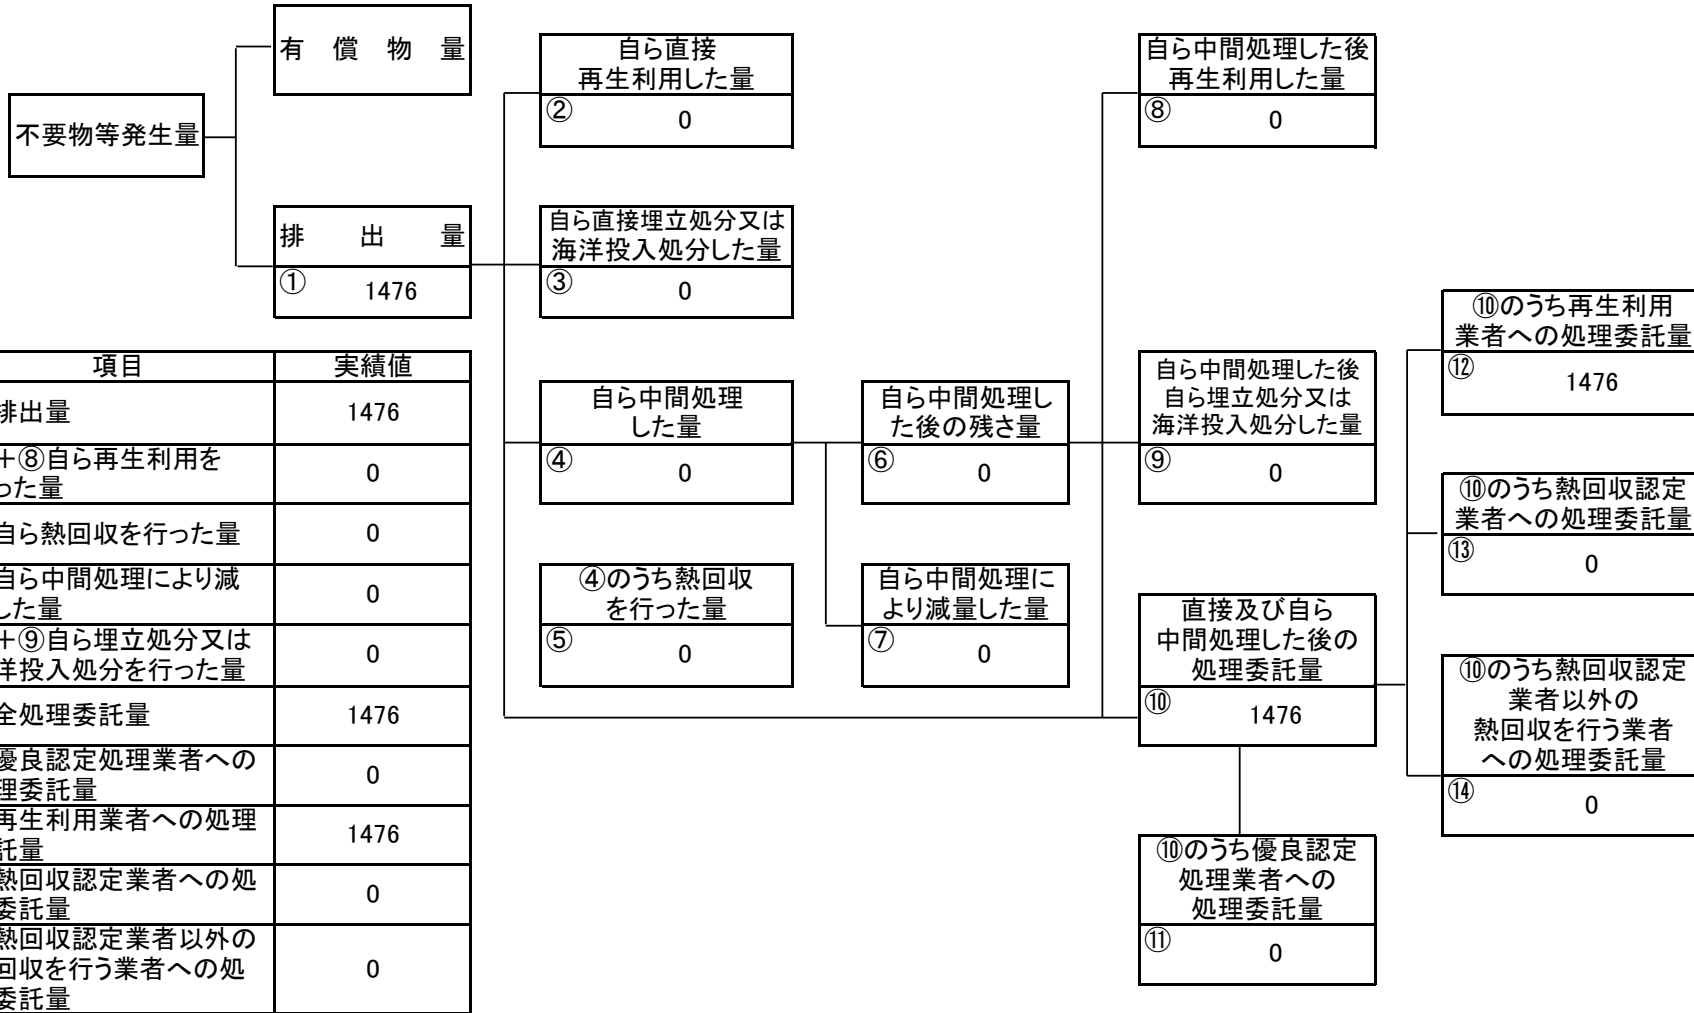 不要物等発生量
有 償 物 量
排 出 量
① 1476
自ら直接
再生利用した量
② 0
自ら直接埋立処分又は
海洋投入処分した量
③ 0
自ら中間処理
した量
④ 0
④のうち熱回収
を行った量
⑤ 0
自ら中間処理し
た後の残さ量
⑥ 0
自ら中間処理に
より減量した量
⑦ 0
自ら中間処理した後
再生利用した量
⑧ 0
自ら中間処理した後
自ら埋立処分又は
海洋投入処分した量
⑨ 0
直接及び自ら
中間処理した後の
処理委託量
⑩ 1476
⑩のうち優良認定
処理業者への
処理委託量
⑪ 0
⑩のうち再生利用
業者への処理委託量
⑫ 1476
⑩のうち熱回収認定
業者への処理委託量
⑬ 0
⑩のうち熱回収認定
業者以外の
熱回収を行う業者
への処理委託量
⑭ 0
項目 実績値
排出量 1476
+⑧自ら再生利用を
った量 0
自ら熱回収を行った量 0
自ら中間処理により減
した量 0
+⑨自ら埋立処分又は
洋投入処分を行った量 0
全処理委託量 1476
優良認定処理業者への
理委託量 0
再生利用業者への処理
託量 1476
熱回収認定業者への処
委託量 0
熱回収認定業者以外の
回収を行う業者への処
委託量 0